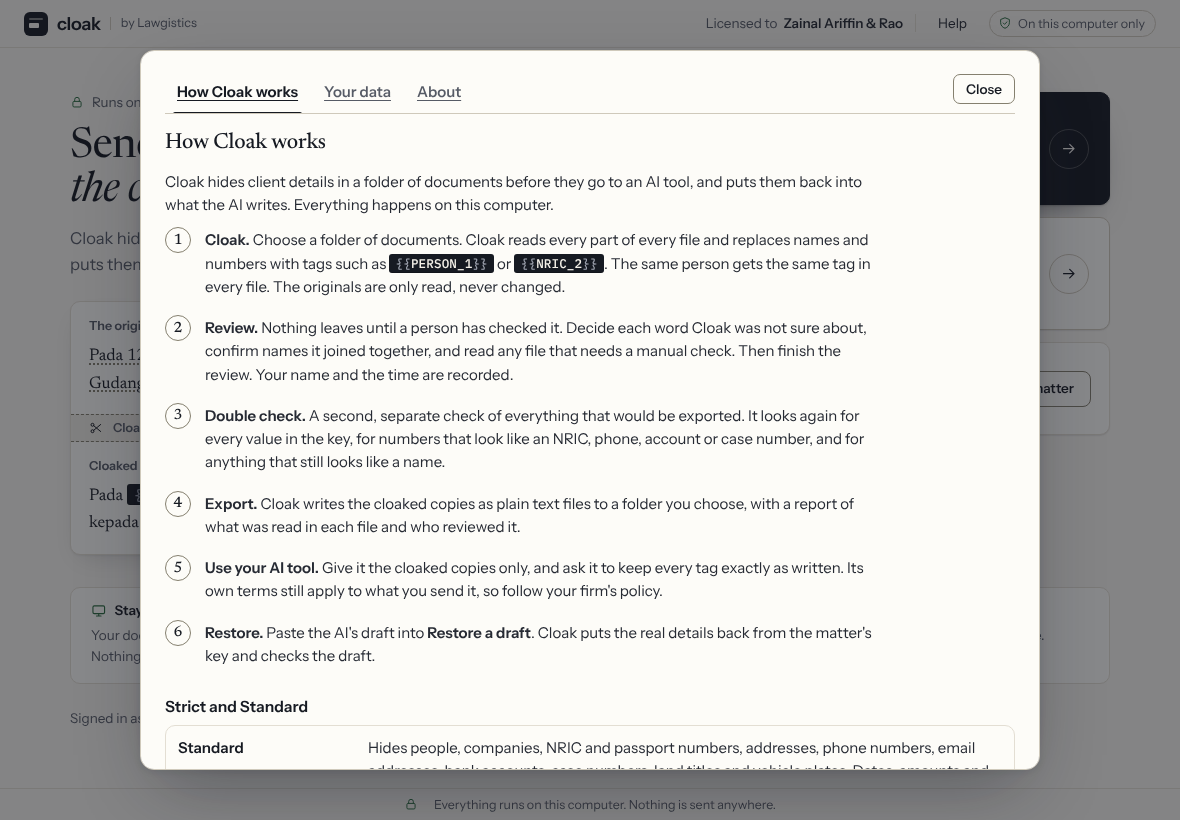 cloak by Lawgistics Licensed to Zainal Ariffin & Rao Help On this computer only
How Cloak works Your data About Close
How Cloak works
Cloak hides client details in a folder of documents before they go to an AI tool, and puts them back into
what the AI writes. Everything happens on this computer.
1 Cloak. Choose a folder of documents. Cloak reads every part of every file and replaces names and
numbers with tags such as {{PERSON_1}} or {{NRIC_2}}. The same person gets the same tag in
every file. The originals are only read, never changed.
2 Review. Nothing leaves until a person has checked it. Decide each word Cloak was not sure about,
confirm names it joined together, and read any file that needs a manual check. Then finish the
review. Your name and the time are recorded.
3 Double check. A second, separate check of everything that would be exported. It looks again for
every value in the key, for numbers that look like an NRIC, phone, account or case number, and for
anything that still looks like a name.
4 Export. Cloak writes the cloaked copies as plain text files to a folder you choose, with a report of
what was read in each file and who reviewed it.
5 Use your AI tool. Give it the cloaked copies only, and ask it to keep every tag exactly as written. Its
own terms still apply to what you send it, so follow your firm's policy.
6 Restore. Paste the AI's draft into Restore a draft. Cloak puts the real details back from the matter's
key and checks the draft.
Strict and Standard
Standard Hides people, companies, NRIC and passport numbers, addresses, phone numbers, email
addresses, bank accounts, case numbers, land titles and vehicle plates. Dates, amounts and
Runs on
the
Cloak
puts
The
Pada 12
Gudang
Cloaked
Pada
kepada
Your
Nothing
Signed in as
Everything runs on this computer. Nothing is sent anywhere.